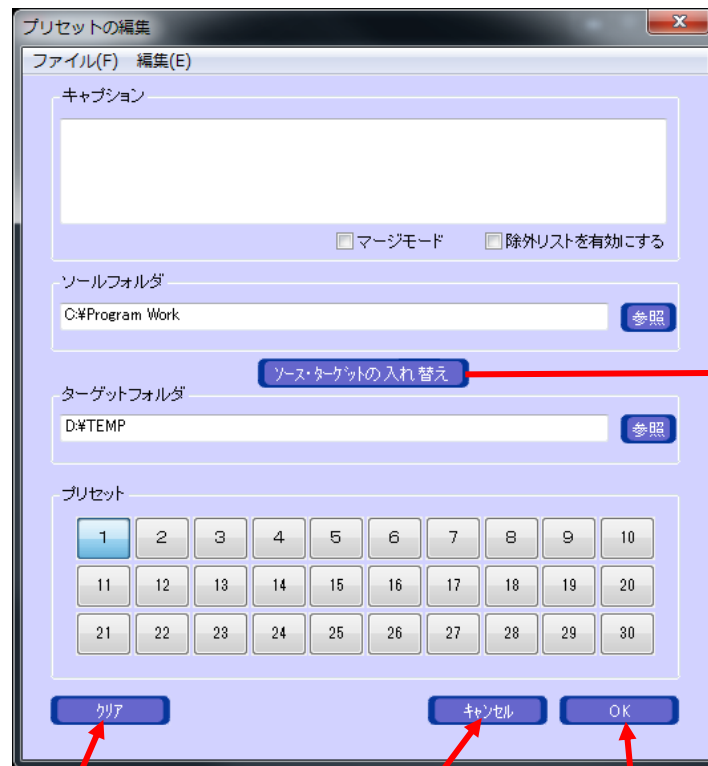 プリセットの編集
ファイル(F) 編集(E)
キャプション
マージモード 除外リストを有効にする
ソールフォルダ
C:¥Program Work 参照
ソース・ターゲットの入れ替え
ターゲットフォルダ
D:¥TEMP 参照
プリセット
1 2 3 4 5 6 7 8 9 10
11 12 13 14 15 16 17 18 19 20
21 22 23 24 25 26 27 28 29 30
クリア キャンセル OK